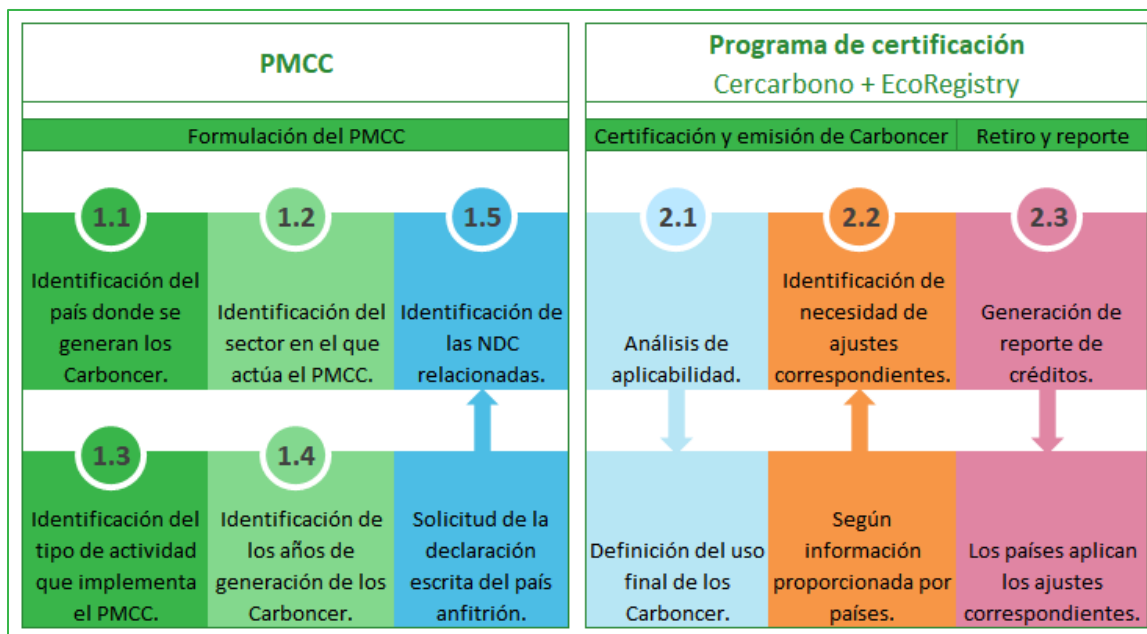 PMCC
Formulación del PMCC
1.1
Identificación del
país donde se
generan los
Carboncer.
1.2
Identificación del
sector en el que
actúa el PMCC.
1.5
Identificación de
las NDC
relacionadas.
1.3
Identificación del
tipo de actividad
que implementa
el PMCC.
1.4
Identificación de
los años de
generación de los
Carboncer.
Solicitud de la
declaración
escrita del país
anfitrión.
Programa de certificación
Cercarbono + EcoRegistry
Certificación y emisión de Carboncer
Retiro y reporte
2.1
Análisis de
aplicabilidad.
2.2
Identificación de
necesidad de
ajustes
correspondientes.
2.3
Generación de
reporte de
créditos.
Definición del uso
final de los
Carboncer.
Según
información
proporcionada por
países.
Los países aplican
los ajustes
correspondientes.